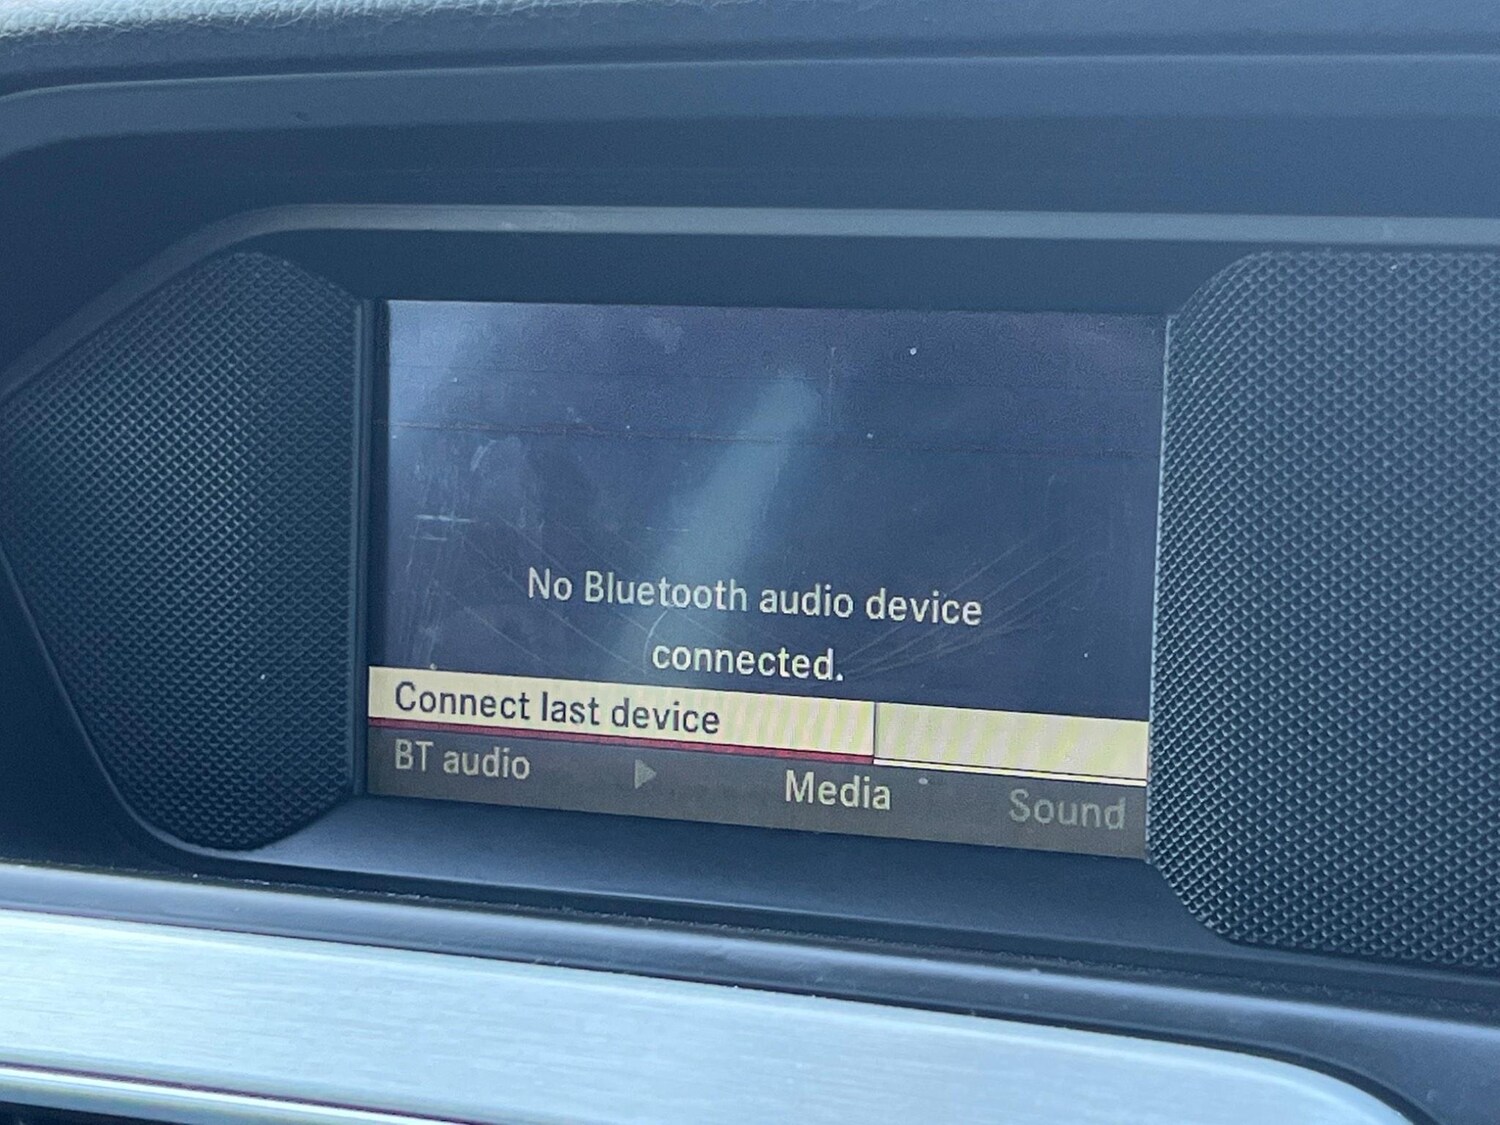 No Bluetooth audio device
connected.
Connect last device
BT audio Media Sound